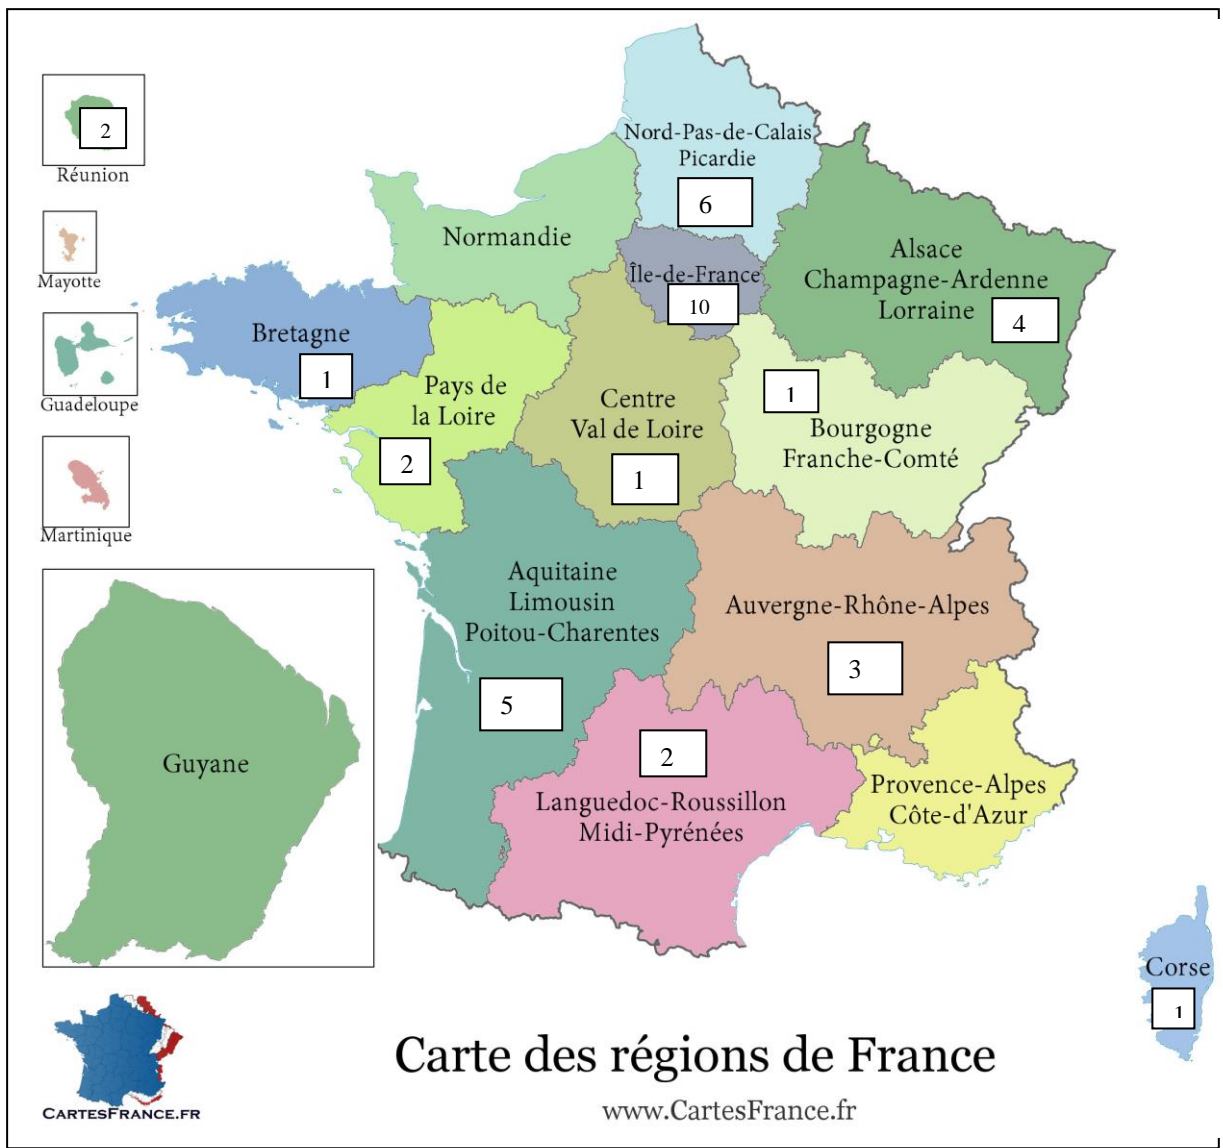 2
Réunion
Mayotte
Guadeloupe
Martinique
Guyane
Nord-Pas-de-Calais
Picardie
6
Normandie
Île-de-France
10
Alsace
Champagne-Ardenne
Lorraine
4
Bretagne
1
Pays de
la Loire
2
Centre
Val de Loire
1
1
Bourgogne
Franche-Comté
Aquitaine
Limousin
Poitou-Charentes
5
Auvergne-Rhône-Alpes
3
2
Languedoc-Roussillon
Midi-Pyrénées
Provence-Alpes
Côte-d'Azur
Corse
1
CARTESFRANCE.FR
Carte des régions de France
www.CartesFrance.fr